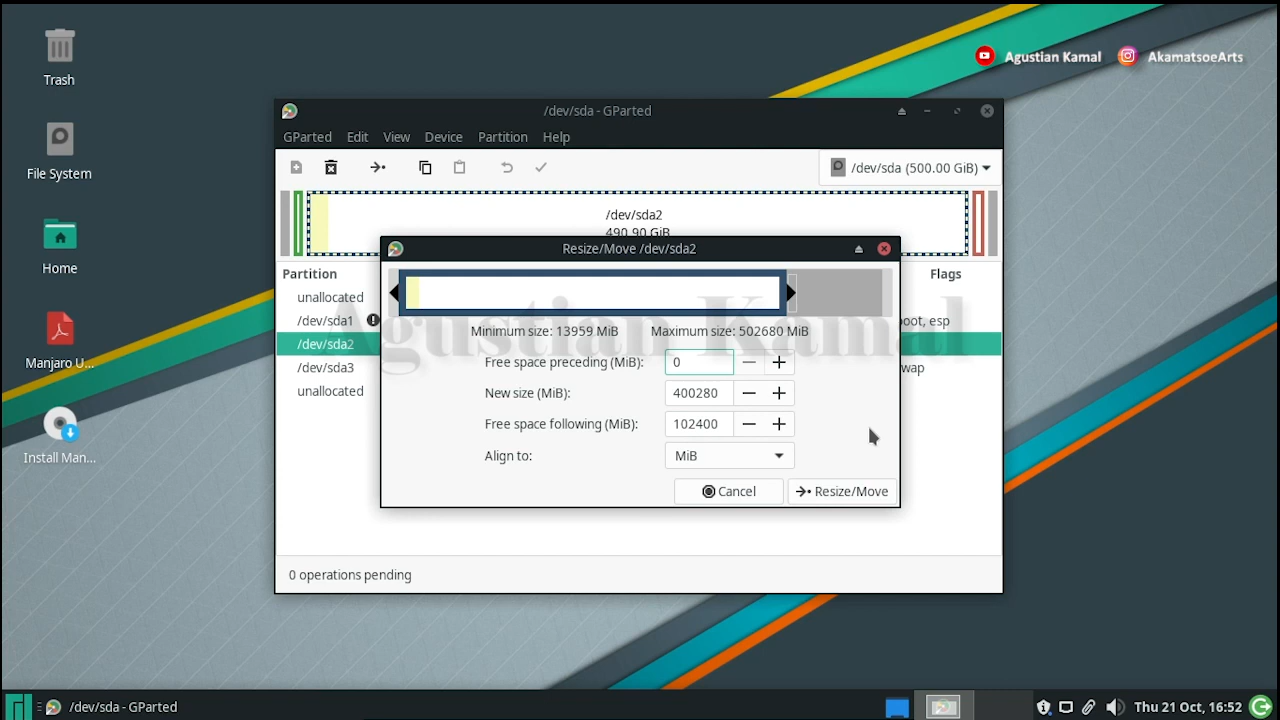 Trash
File System
Home
Manjaro U...
Install Man...
Agustian Kamal
AkamatsoeArts
/dev/sda - GParted
GParted Edit View Device Partition Help
/dev/sda (500.00 GiB)
/dev/sda2
490.90 GiB
Partition
Flags
unallocated
/dev/sda1
boot, esp
/dev/sda2
/dev/sda3
swap
unallocated
Resize/Move /dev/sda2
Minimum size: 13959 MiB Maximum size: 502680 MiB
Free space preceding (MiB): 0
New size (MiB): 400280
Free space following (MiB): 102400
Align to: MiB
Cancel Resize/Move
Agustian Kamal
0 operations pending
/dev/sda - GParted
Thu 21 Oct, 16:52